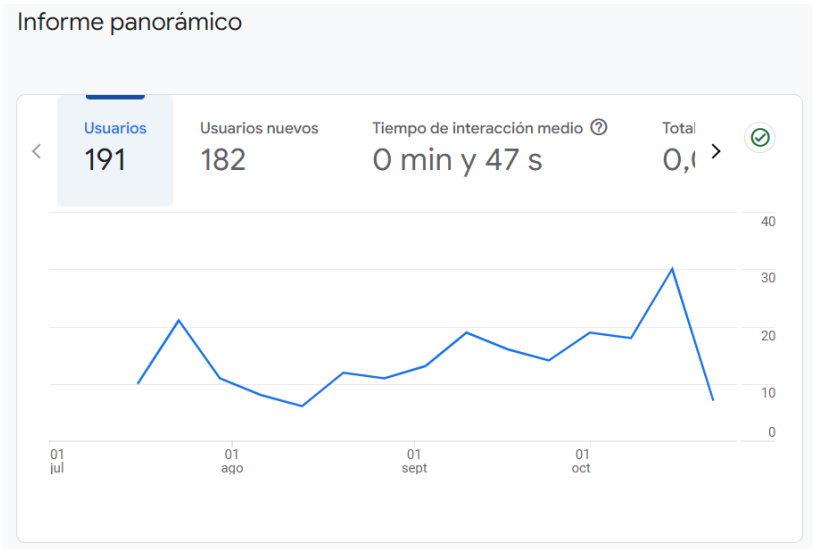 Informe panorámico
Usuarios
191
Usuarios nuevos
182
Tiempo de interacción medio
0 min y 47 s
Total
40
30
20
10
0
01
jul
01
ago
01
sept
01
oct